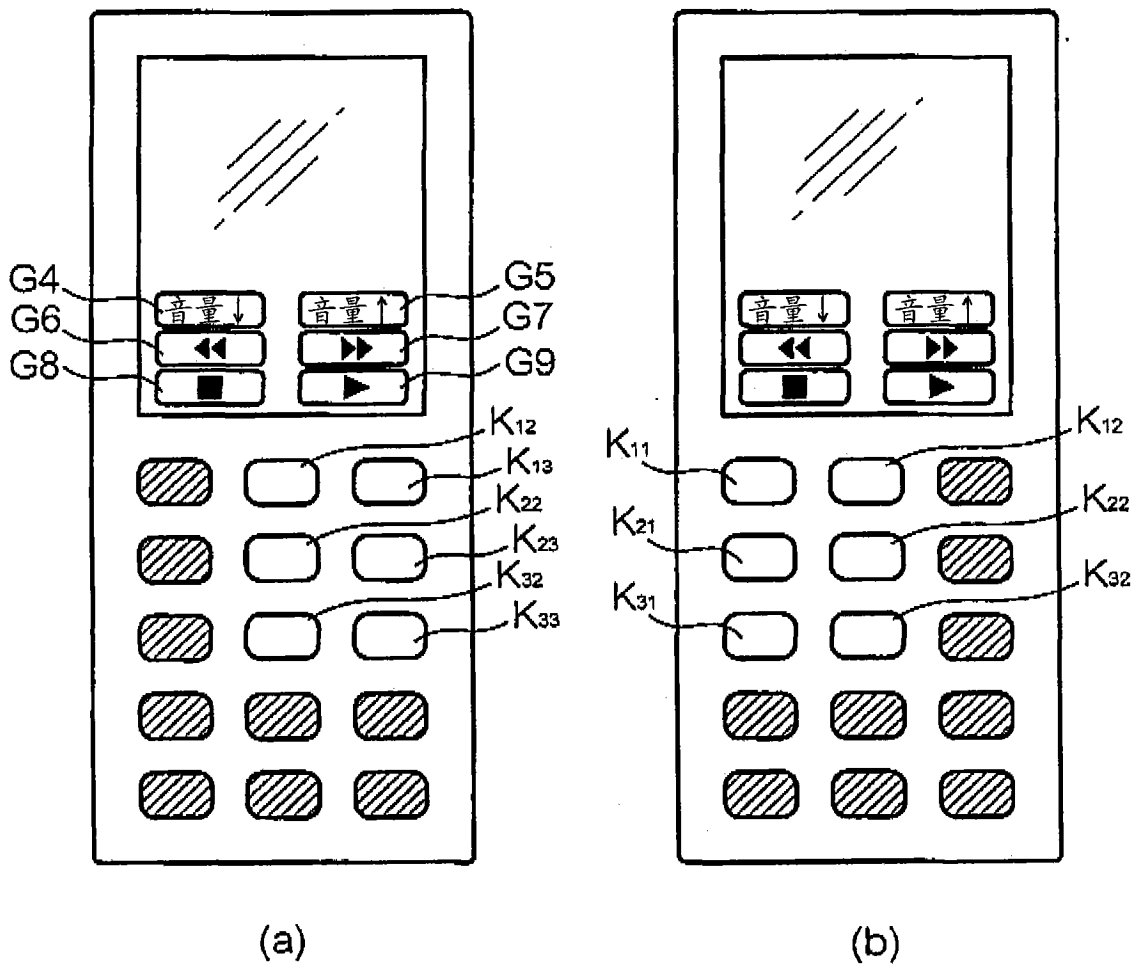 G4 音量↓ 音量↑ G5 音量↓ 音量↑
G6 ◀◀ ▶▶ G7 ◀◀ ▶▶
G8 ■ ▶ G9 ■ ▶
K12 K11 K12
K13
K22 K21 K22
K23
K32 K31 K32
K33
(a) (b)